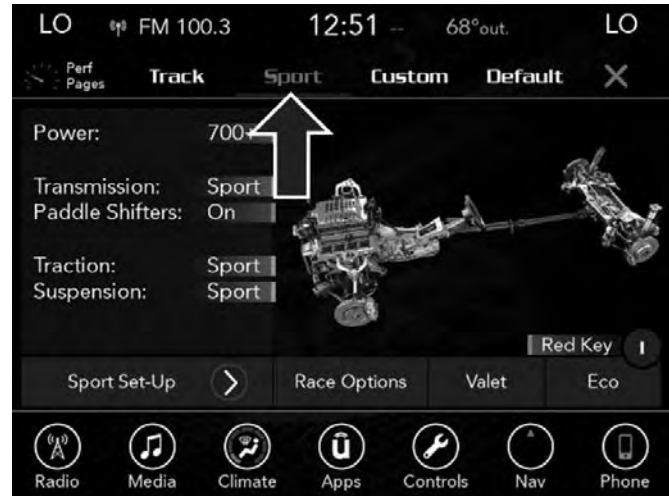 LO FM 100.3 12:51 -- 68°out. LO
Perf
Pages Track Sport Custom Default
Power: 700+
Transmission: Sport
Paddle Shifters: On
Traction: Sport
Suspension: Sport
Red Key
Sport Set-Up Race Options Valet Eco
Radio Media Climate Apps Controls Nav Phone